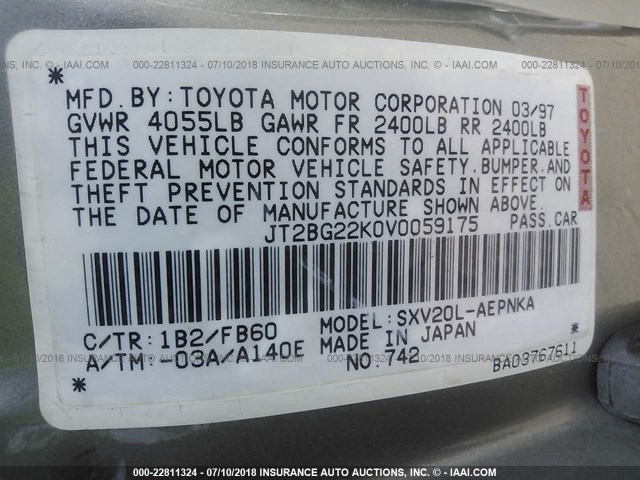 000-22811324 - 07/10/2018 - INSURANCE AUTO AUCTIONS, INC. - © - IAAI.COM
*
MFD. BY: TOYOTA MOTOR CORPORATION 03/97
GVWR 4055LB GAWR FR 2400LB RR 2400LB
THIS VEHICLE CONFORMS TO ALL APPLICABLE
FEDERAL MOTOR VEHICLE SAFETY, BUMPER, AND
THEFT PREVENTION STANDARDS IN EFFECT ON
THE DATE OF MANUFACTURE SHOWN ABOVE.
JT2BG22K0V0059175 PASS. CAR
TOYOTA
C/TR: 1B2/FB60 MODEL: SXV20L-AEPNKA
A/TM: -03A/A140E MADE IN JAPAN
* NO. 742 BA03767611
*
000-22811324 - 07/10/2018 - INSURANCE AUTO AUCTIONS, INC. - © - IAAI.COM